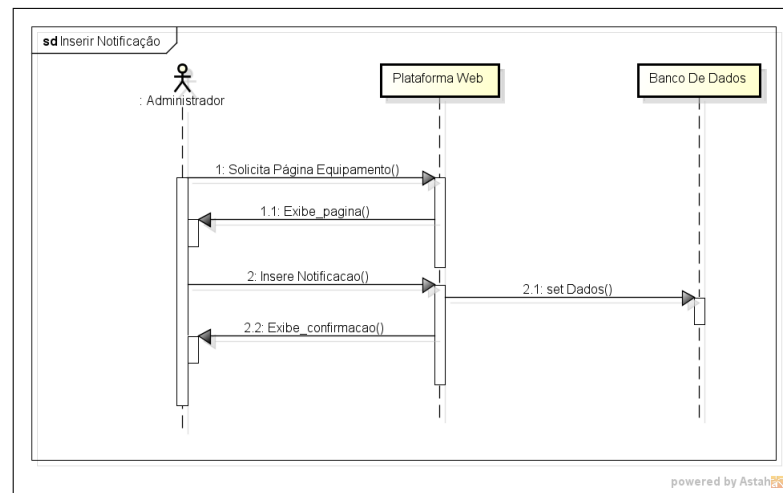 sd Inserir Notificação
: Administrador
Plataforma Web
Banco De Dados
1: Solicita Página Equipamento()
1.1: Exibe_pagina()
2: Insere Notificacao()
2.1: set Dados()
2.2: Exibe_confirmacao()
powered by Astah